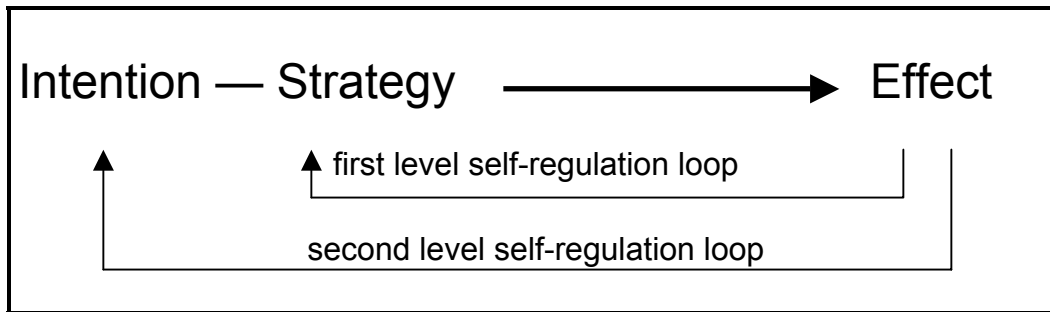 Intention — Strategy Effect
first level self-regulation loop
second level self-regulation loop